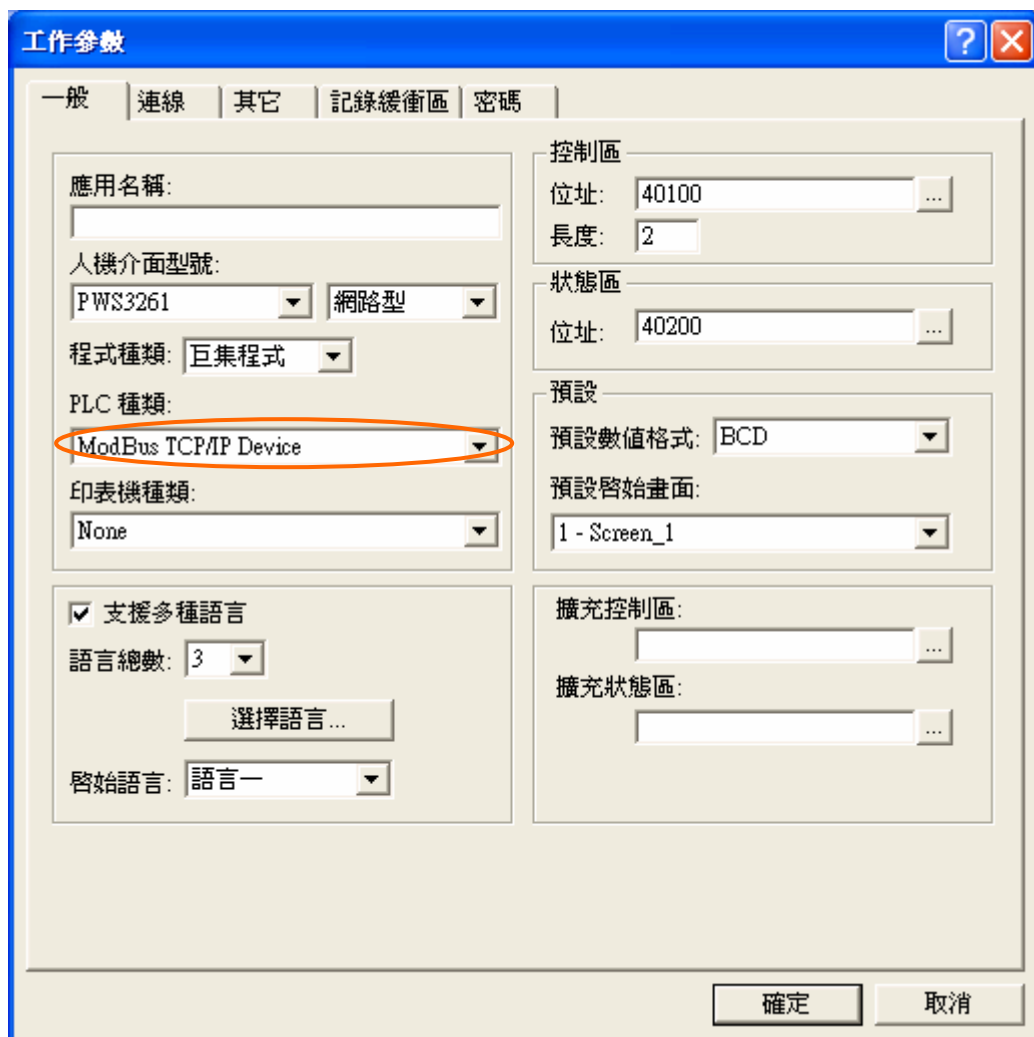 工作參數
一般 連線 其它 記錄緩衝區 密碼
應用名稱:
人機介面型號:
PWS3261 網路型
程式種類: 巨集程式
PLC 種類:
ModBus TCP/IP Device
印表機種類:
None
支援多種語言
語言總數: 3
選擇語言...
啓始語言: 語言一
控制區
位址: 40100 ...
長度: 2
狀態區
位址: 40200 ...
預設
預設數值格式: BCD
預設啓始畫面:
1 - Screen_1
擴充控制區:
...
擴充狀態區:
...
確定 取消